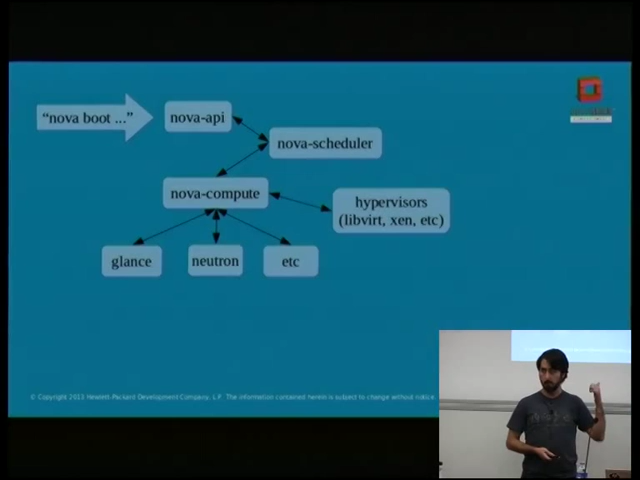 "nova boot ..."
nova-api
nova-scheduler
nova-compute
hypervisors
(libvirt, xen, etc)
glance
neutron
etc
© Copyright 2013 Hewlett-Packard Development Company, L.P. The information contained herein is subject to change without notice.